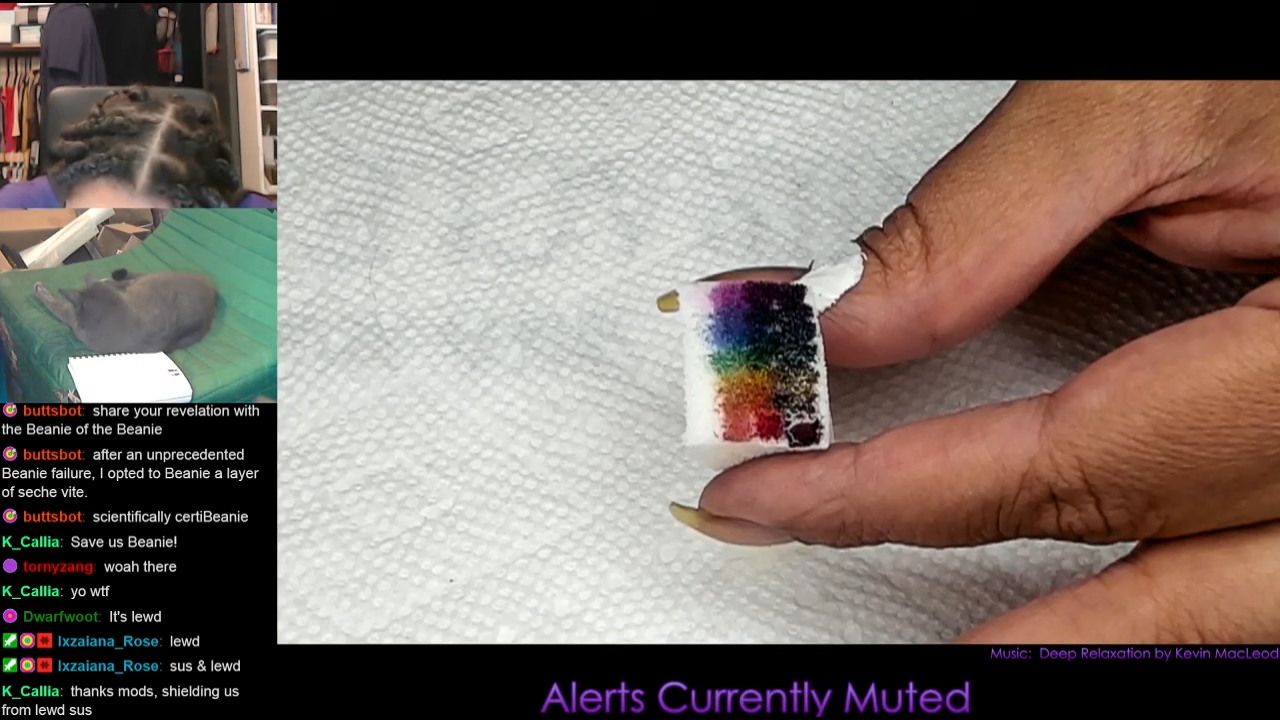 buttsbot: share your revelation with
the Beanie of the Beanie
buttsbot: after an unprecedented
Beanie failure, I opted to Beanie a layer
of seche vite.
buttsbot: scientifically certiBeanie
K_Callia: Save us Beanie!
tornyzang: woah there
K_Callia: yo wtf
Dwarfwoot: It's lewd
Ixzaiana_Rose: lewd
Ixzaiana_Rose: sus & lewd
K_Callia: thanks mods, shielding us
from lewd sus
Music: Deep Relaxation by Kevin MacLeod
Alerts Currently Muted